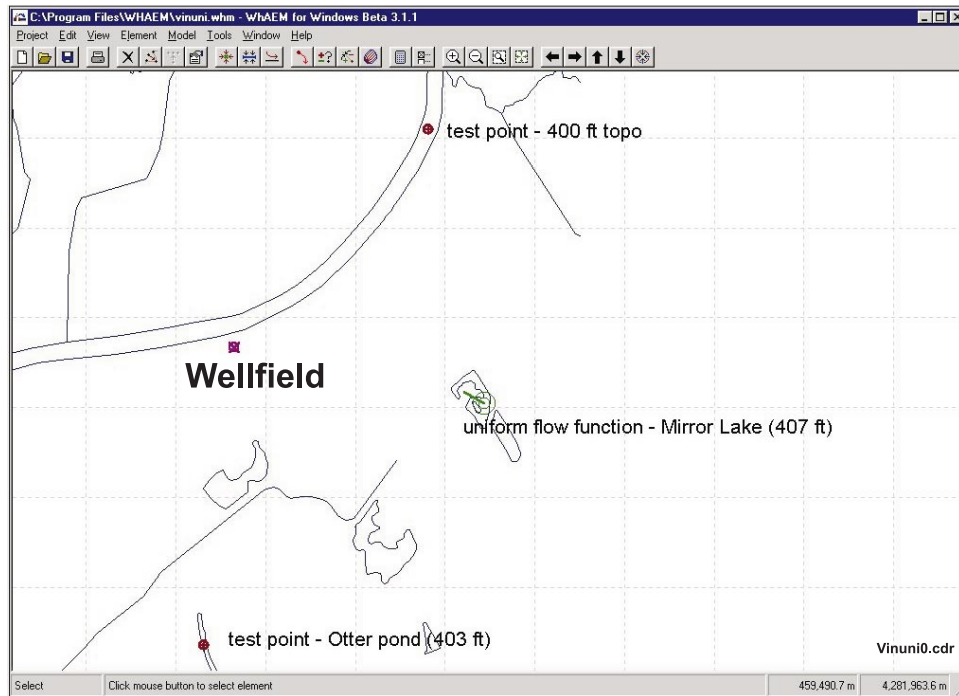 C:\Program Files\WHAEM\vinuni.whm - WhAEM for Windows Beta 3.1.1
Project Edit View Element Model Tools Window Help
test point - 400 ft topo
Wellfield
uniform flow function - Mirror Lake (407 ft)
test point - Otter pond (403 ft)
Vinuni0.cdr
Select Click mouse button to select element 459,490.7 m 4,281,963.6 m